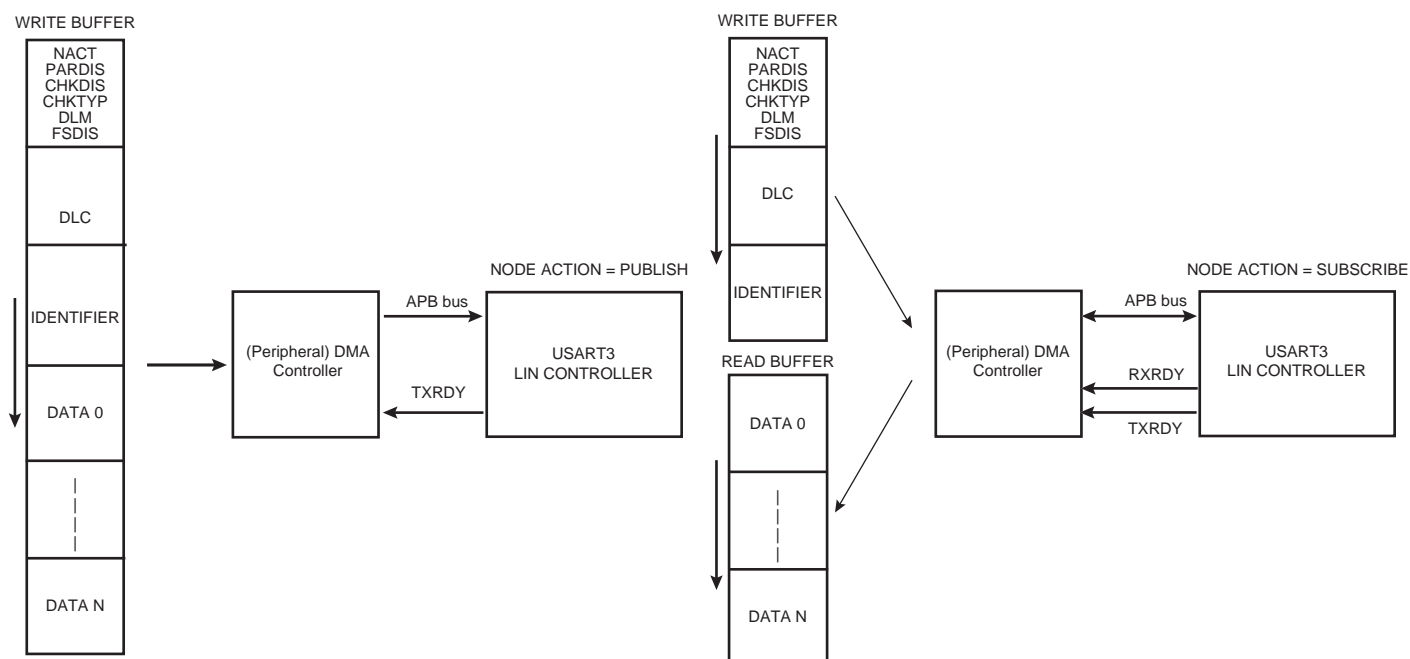 WRITE BUFFER
NACT
PARDIS
CHKDIS
CHKTYP
DLM
FSDIS
DLC
IDENTIFIER
DATA 0
DATA N
(Peripheral) DMA
Controller
APB bus
TXRDY
NODE ACTION = PUBLISH
USART3
LIN CONTROLLER
WRITE BUFFER
NACT
PARDIS
CHKDIS
CHKTYP
DLM
FSDIS
DLC
IDENTIFIER
READ BUFFER
DATA 0
DATA N
(Peripheral) DMA
Controller
APB bus
RXRDY
TXRDY
NODE ACTION = SUBSCRIBE
USART3
LIN CONTROLLER